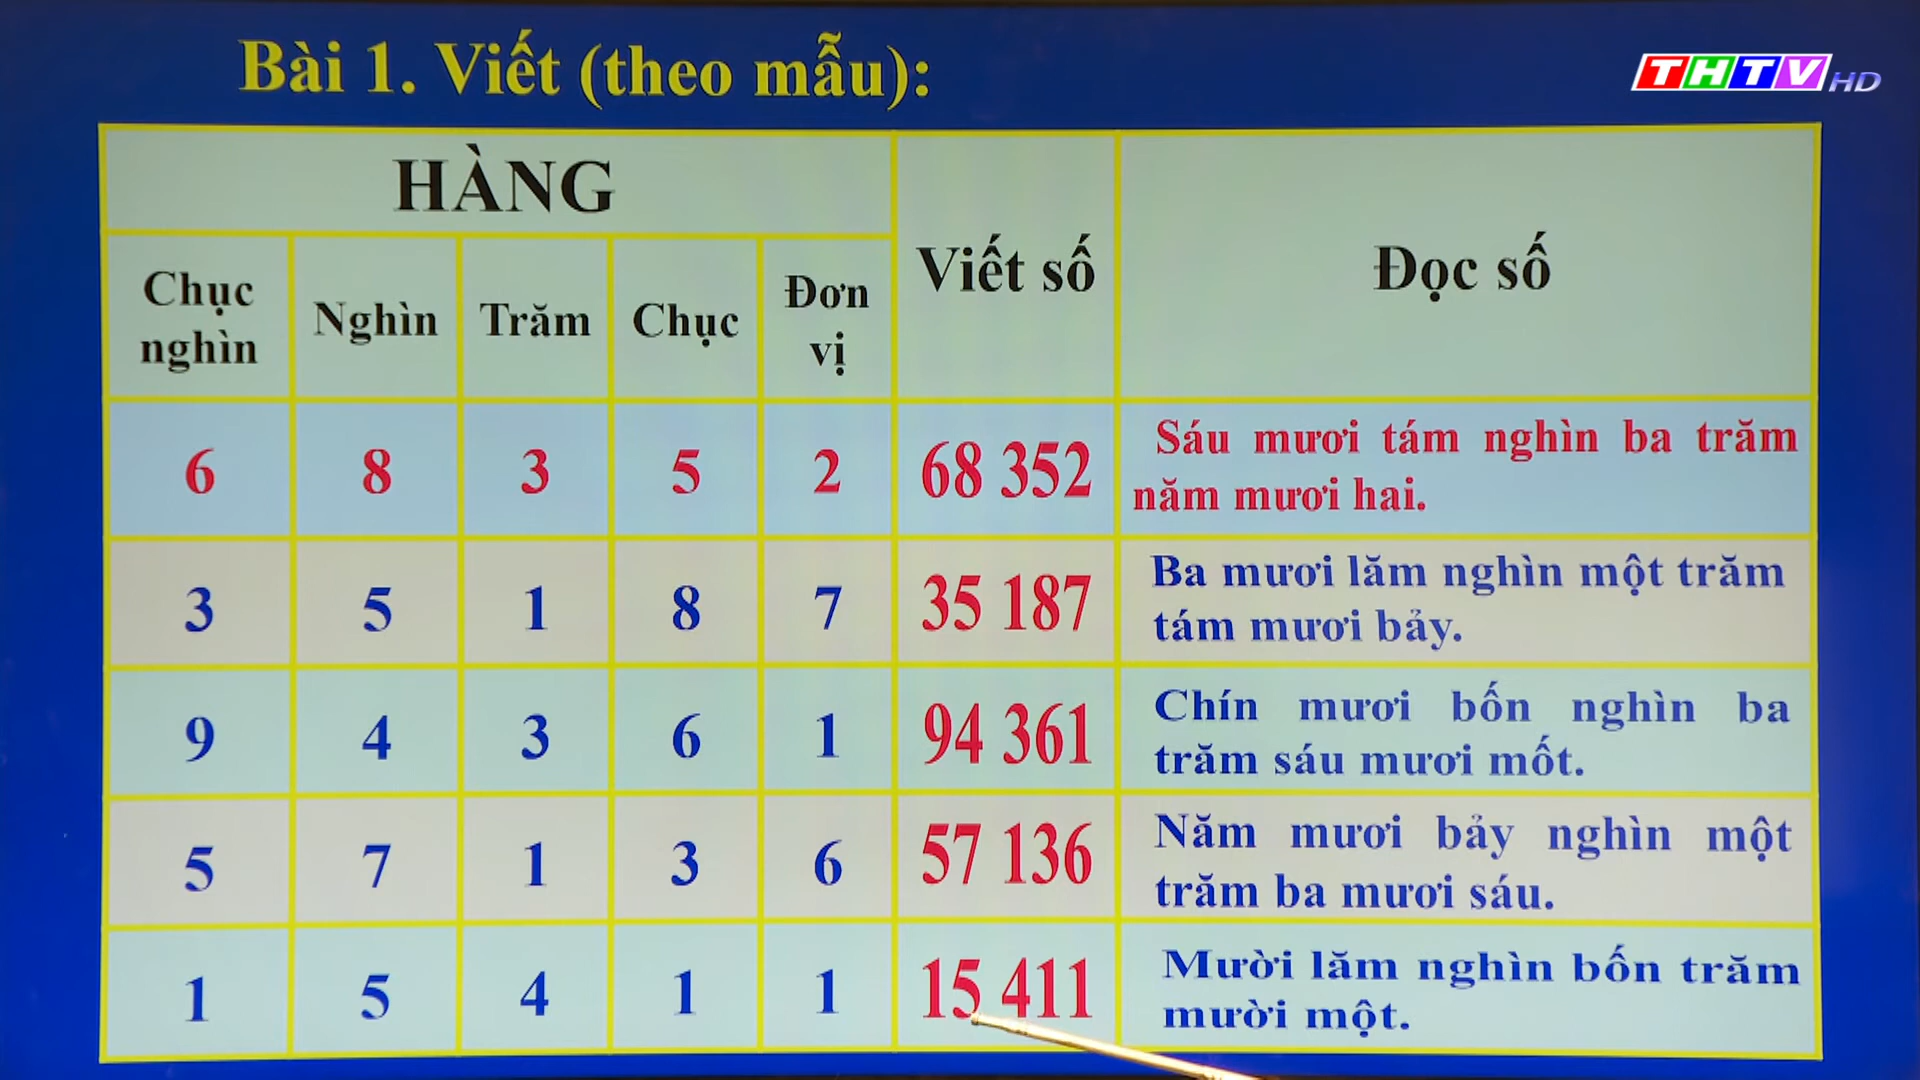 Bài 1. Viết (theo mẫu):
THTV HD
HÀNG
Viết số
Đọc số
Chục
nghìn
Nghìn
Trăm
Chục
Đơn
vị
6 8 3 5 2 68 352
Sáu mươi tám nghìn ba trăm
năm mươi hai.
3 5 1 8 7 35 187
Ba mươi lăm nghìn một trăm
tám mươi bảy.
9 4 3 6 1 94 361
Chín mươi bốn nghìn ba
trăm sáu mươi mốt.
5 7 1 3 6 57 136
Năm mươi bảy nghìn một
trăm ba mươi sáu.
1 5 4 1 1 15 411
Mười lăm nghìn bốn trăm
mười một.